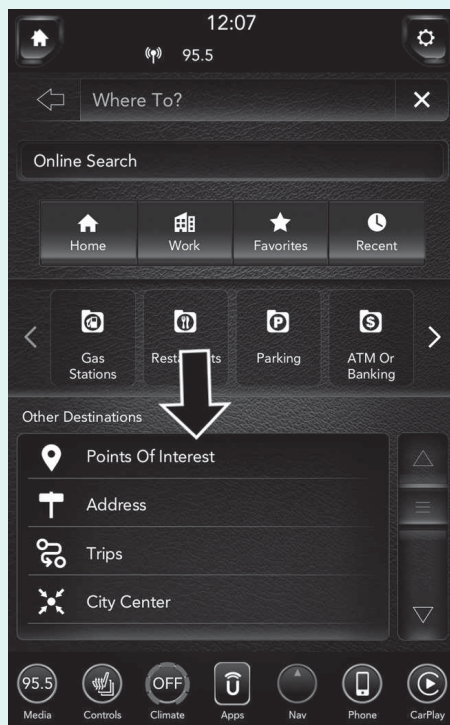 12:07
95.5
Where To?
Online Search
Home Work Favorites Recent
Gas Stations
Parking
ATM Or Banking
Other Destinations
Points Of Interest
Address
Trips
City Center
95.5 OFF
Media Controls Climate Apps Nav Phone CarPlay